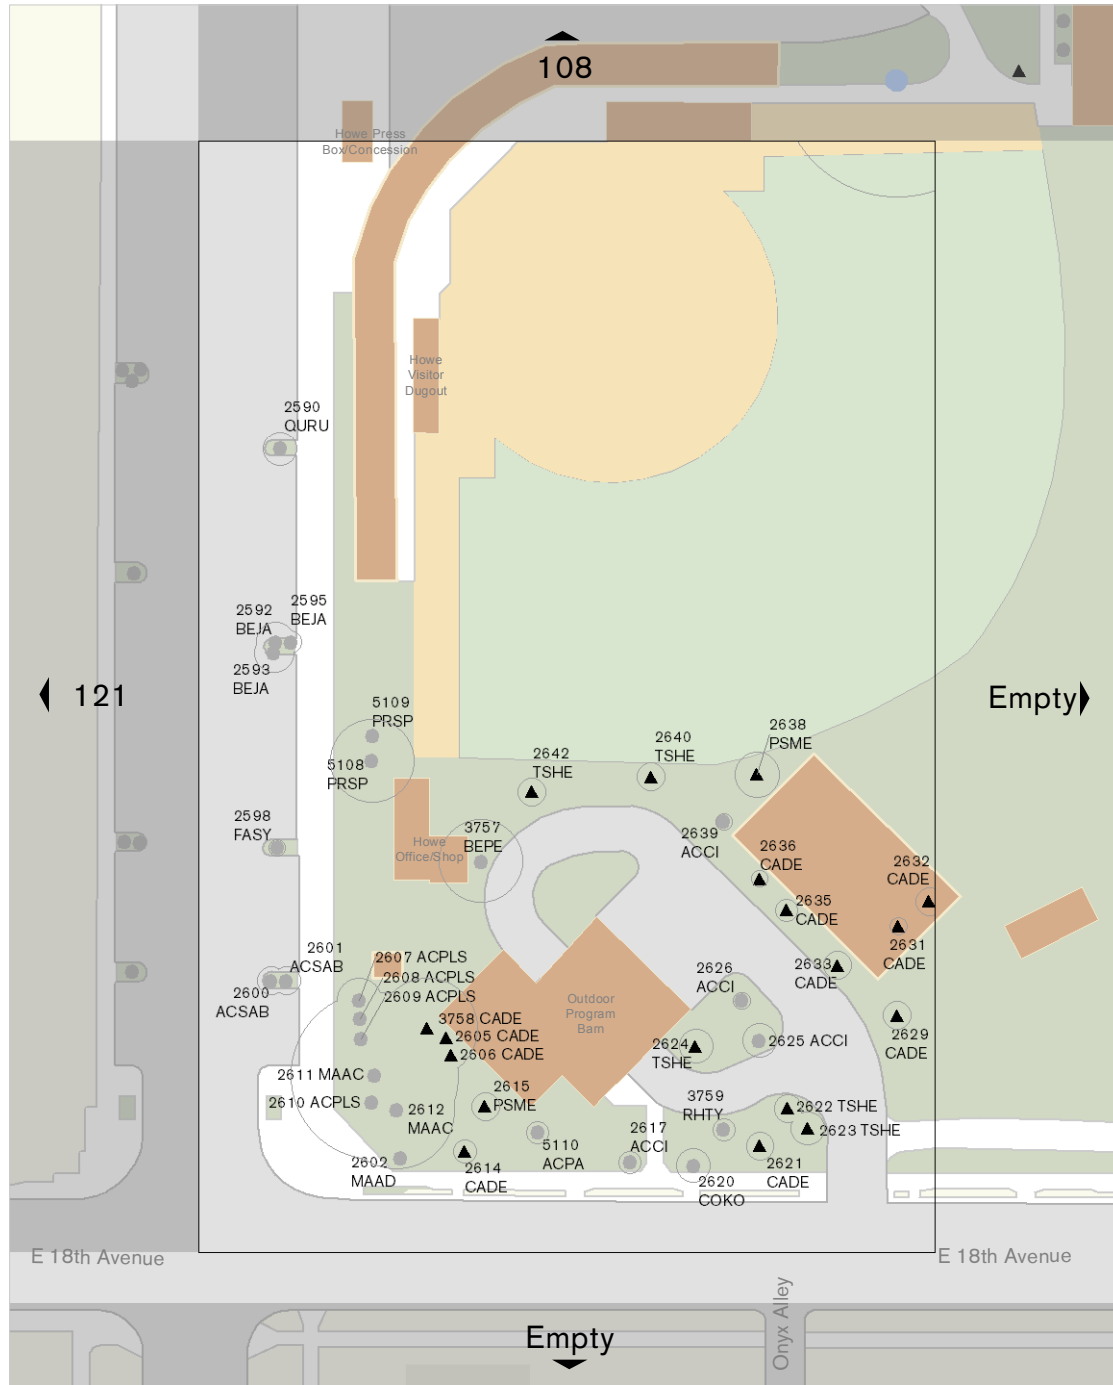 108
Howe Press
Box/Concession
Howe
Visitor
Dugout
2590
QURU
2592
BEJA
2595
BEJA
2593
BEJA
121
Empty
5109
PRSP
5108
PRSP
2638
PSME
2640
TSHE
2642
TSHE
2598
FASY
3757
BEPE
Howe
Office/Shop
2639
ACCI
2636
CADE
2632
CADE
2635
CADE
2631
CADE
2633
CADE
2601
ACSAB
2600
ACSAB
2607 ACPLS
2608 ACPLS
2609 ACPLS
3758 CADE
2605 CADE
2606 CADE
Outdoor
Program
Barn
2626
ACCI
2625 ACCI
2624
TSHE
2629
CADE
2611 MAAC
2610 ACPLS
2612
MAAC
2615
PSME
3759
RHTY
2622 TSHE
2623 TSHE
2617
ACCI
5110
ACPA
2602
MAAD
2614
CADE
2621
CADE
2620
COKO
E 18th Avenue
E 18th Avenue
Onyx Alley
Empty